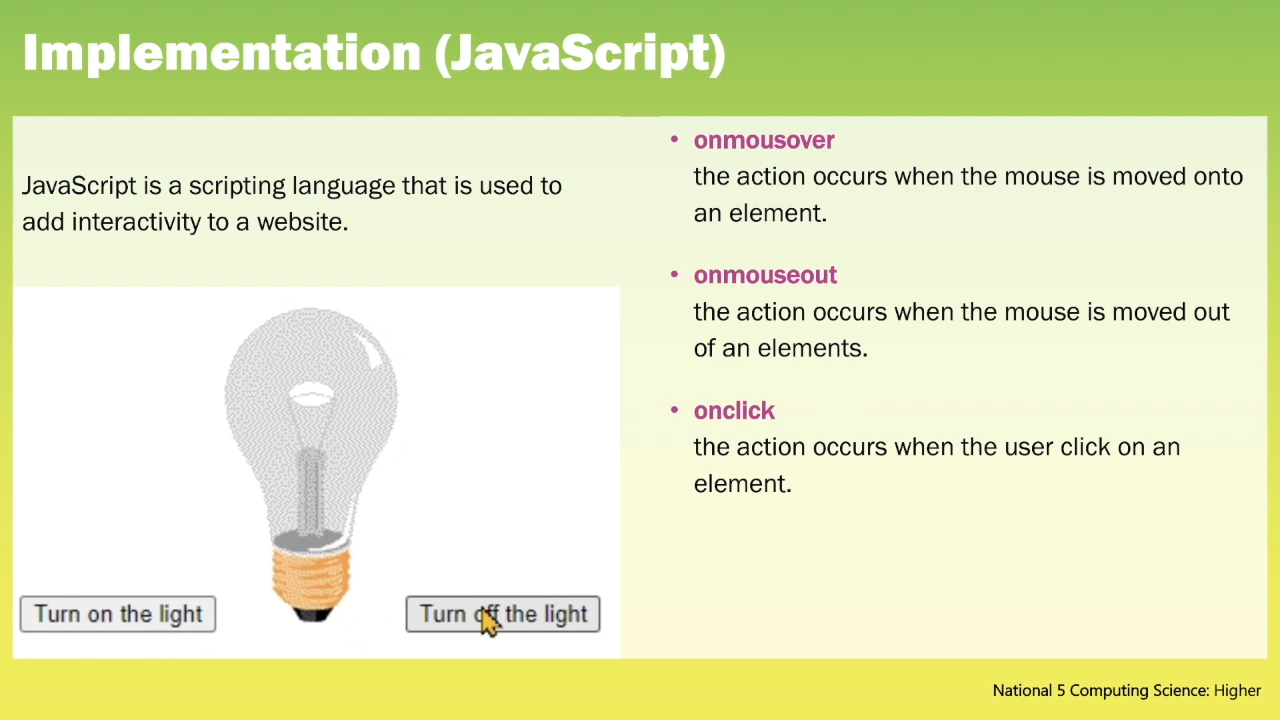 Implementation (JavaScript)
JavaScript is a scripting language that is used to
add interactivity to a website.
Turn on the light
Turn off the light
• onmousover
the action occurs when the mouse is moved onto
an element.
• onmouseout
the action occurs when the mouse is moved out
of an elements.
• onclick
the action occurs when the user click on an
element.
National 5 Computing Science: Higher